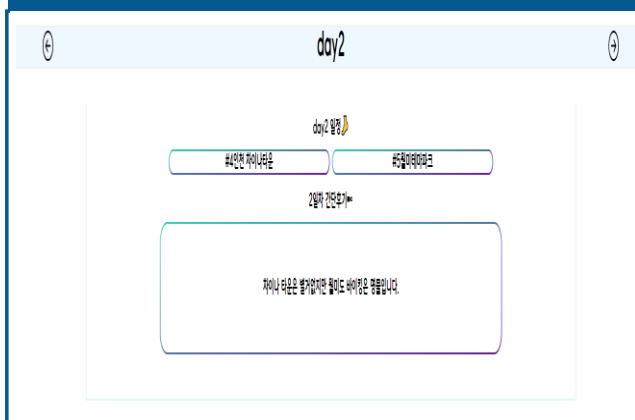 day2
day2 일정
#4인천 차이나타운
#5월미테마파크
2일차 간단후기
차이나 타운은 별거없지만 월미도 바이킹은 명물입니다.